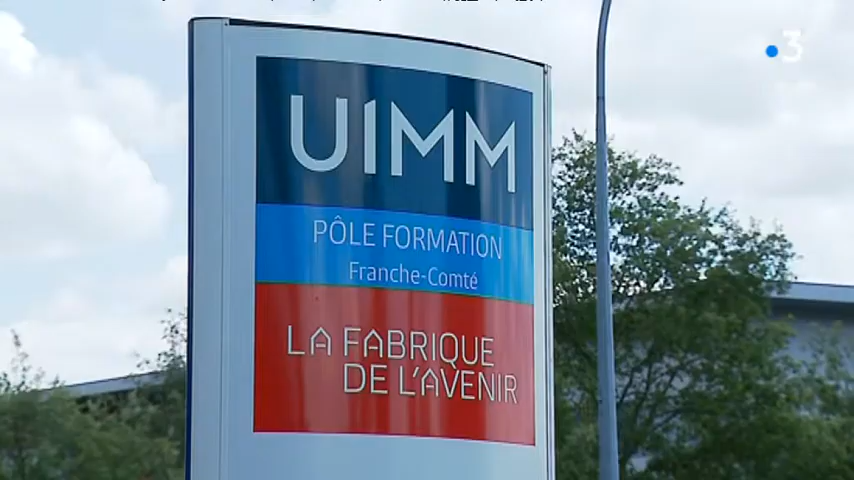 3
UIMM
PÔLE FORMATION
Franche-Comté
LA FABRIQUE
DE L'AVENIR